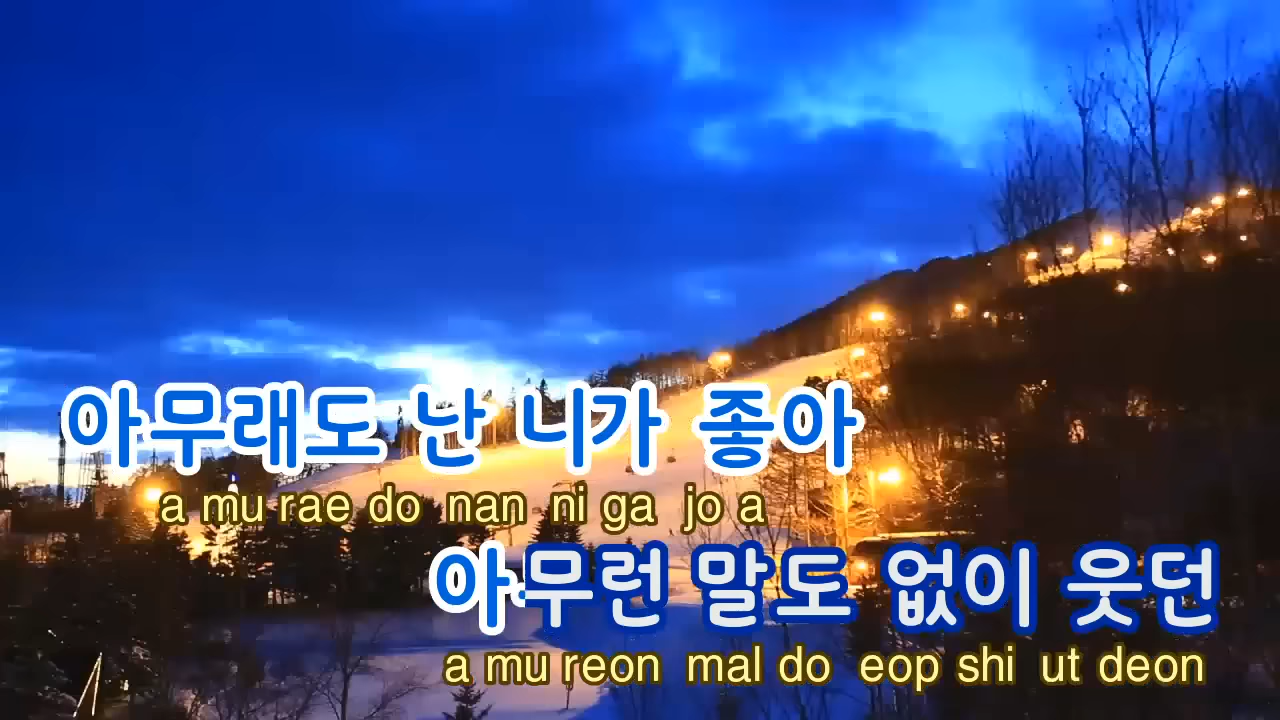 아무래도 난 니가 좋아
a mu rae do nan ni ga jo a
아무런 말도 없이 웃던
a mu reon mal do eop shi ut deon